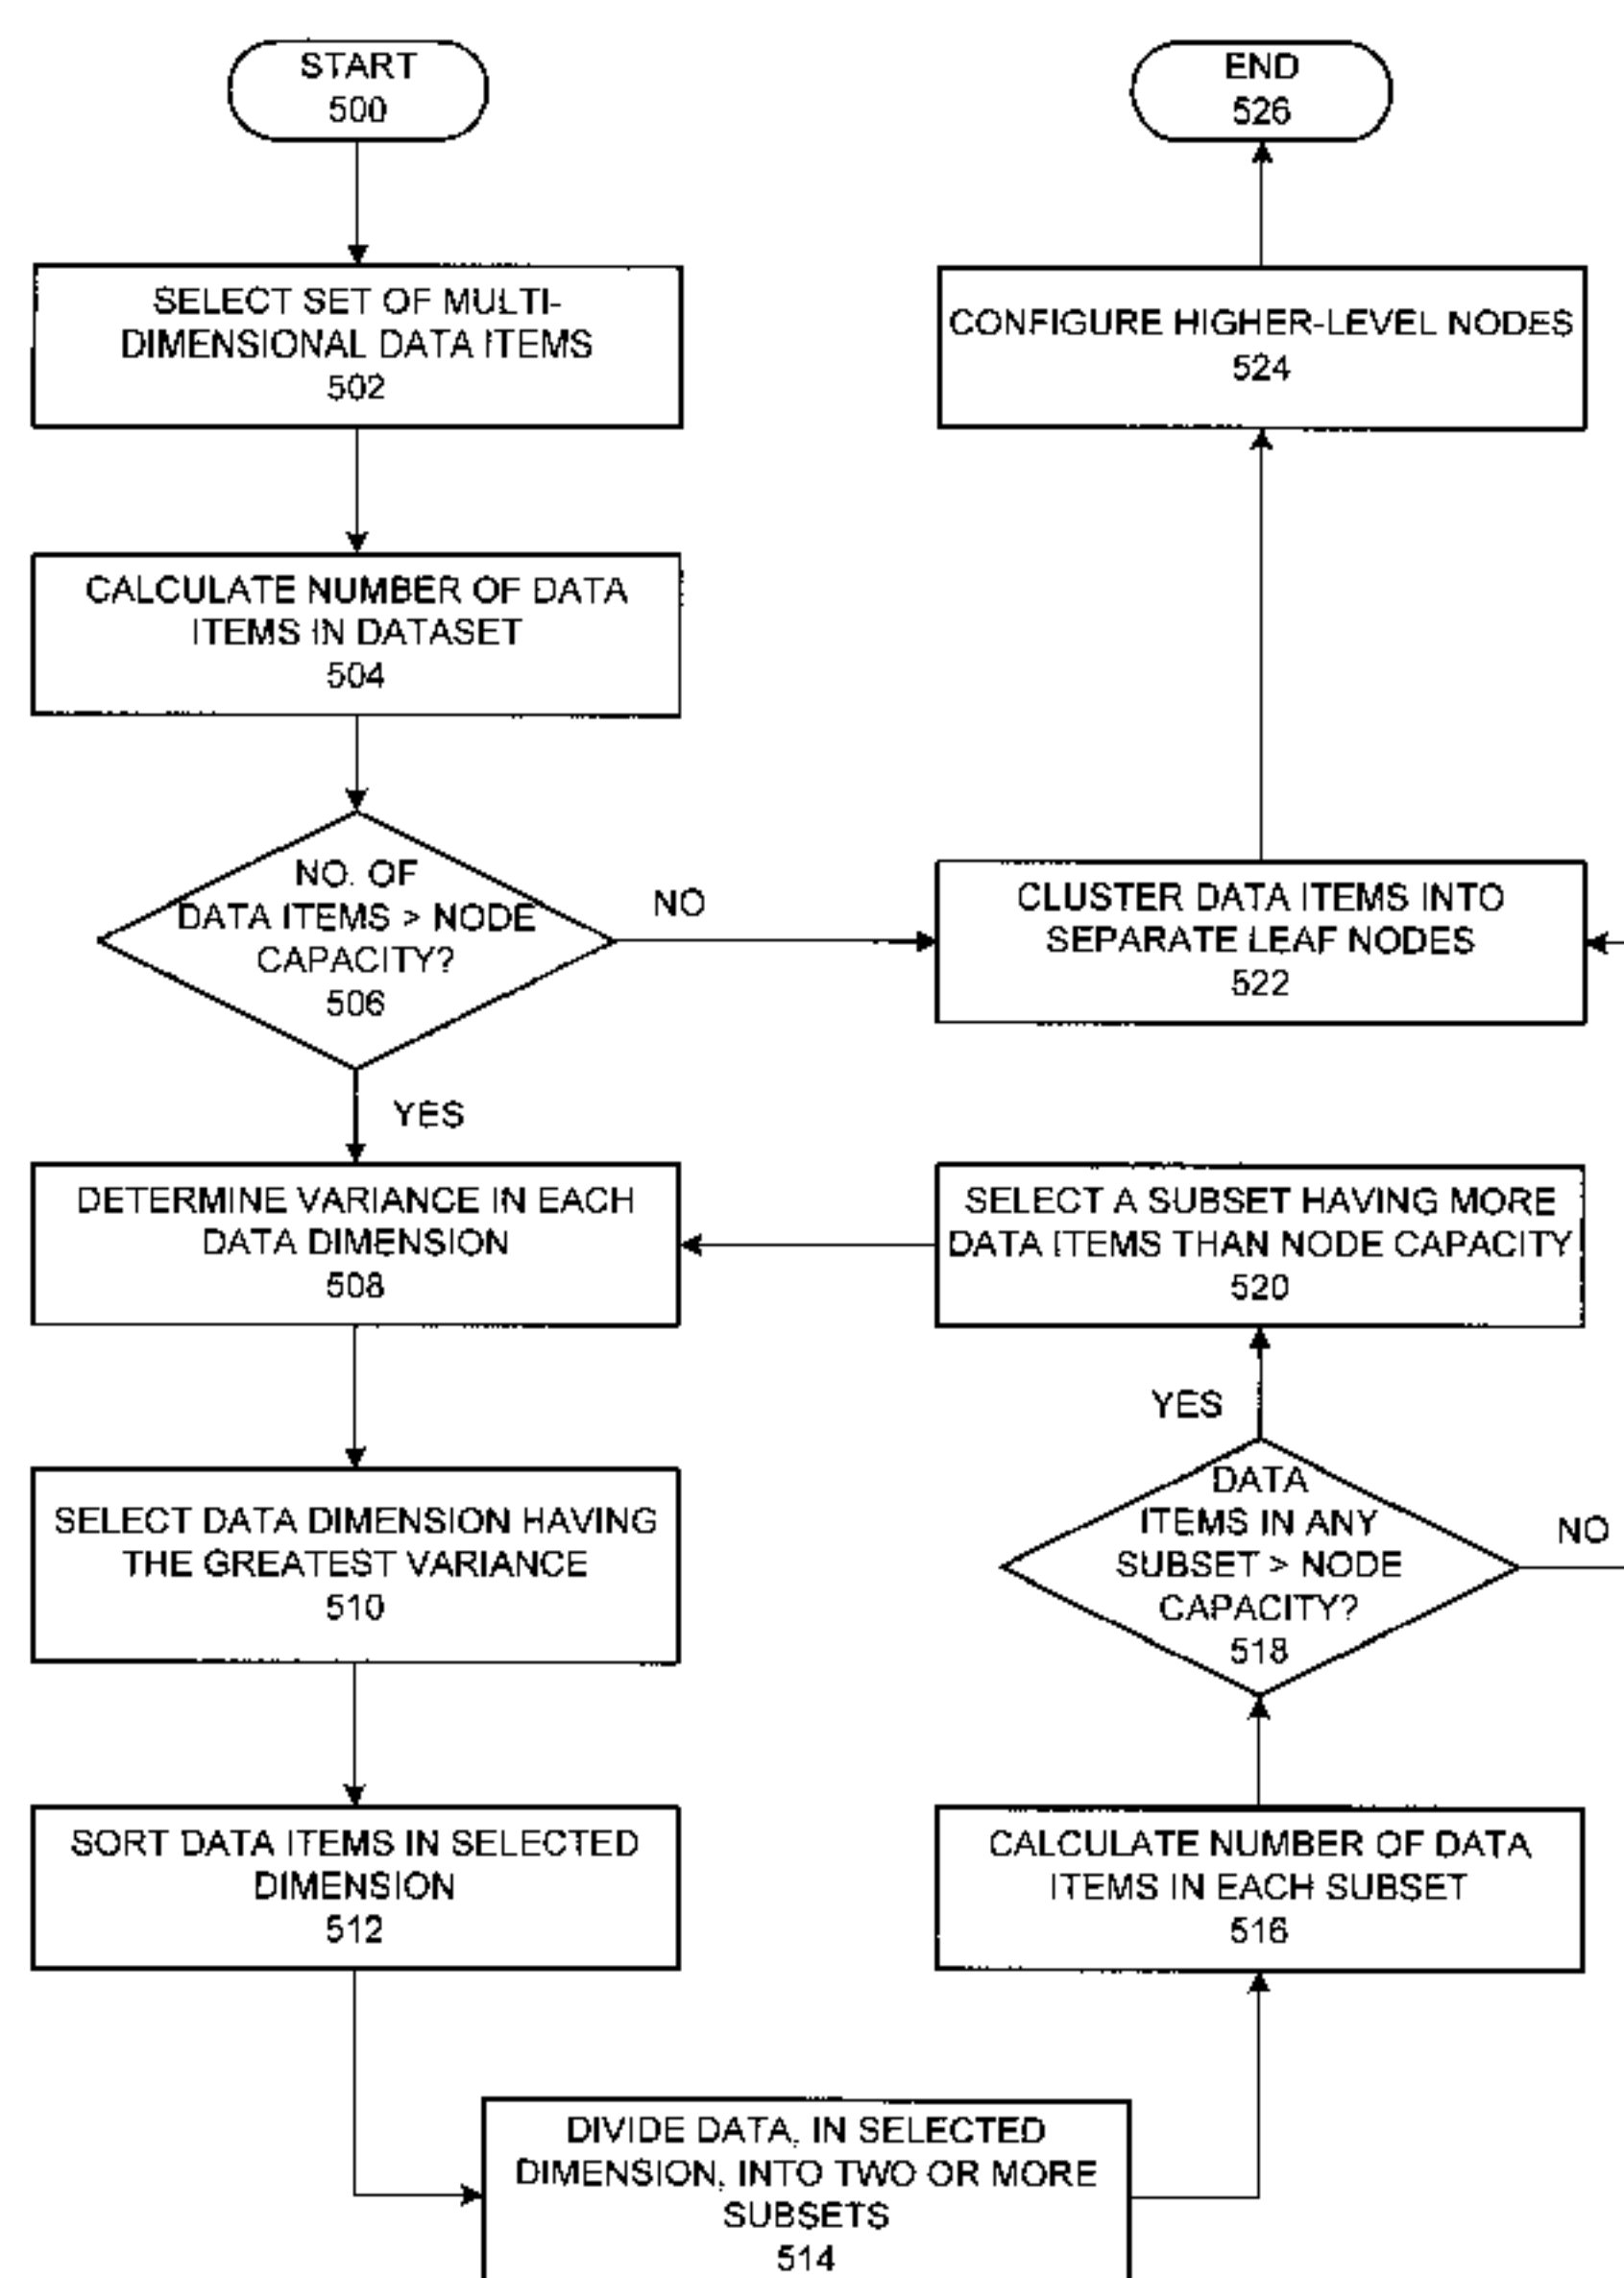 START
500
SELECT SET OF MULTI-
DIMENSIONAL DATA ITEMS
502
CALCULATE NUMBER OF DATA
ITEMS IN DATASET
504
NO. OF
DATA ITEMS > NODE
CAPACITY?
506
NO
YES
DETERMINE VARIANCE IN EACH
DATA DIMENSION
508
SELECT DATA DIMENSION HAVING
THE GREATEST VARIANCE
510
SORT DATA ITEMS IN SELECTED
DIMENSION
512
DIVIDE DATA, IN SELECTED
DIMENSION, INTO TWO OR MORE
SUBSETS
514
CALCULATE NUMBER OF DATA
ITEMS IN EACH SUBSET
516
DATA
ITEMS IN ANY
SUBSET > NODE
CAPACITY?
518
NO
YES
SELECT A SUBSET HAVING MORE
DATA ITEMS THAN NODE CAPACITY
520
CLUSTER DATA ITEMS INTO
SEPARATE LEAF NODES
522
CONFIGURE HIGHER-LEVEL NODES
524
END
526